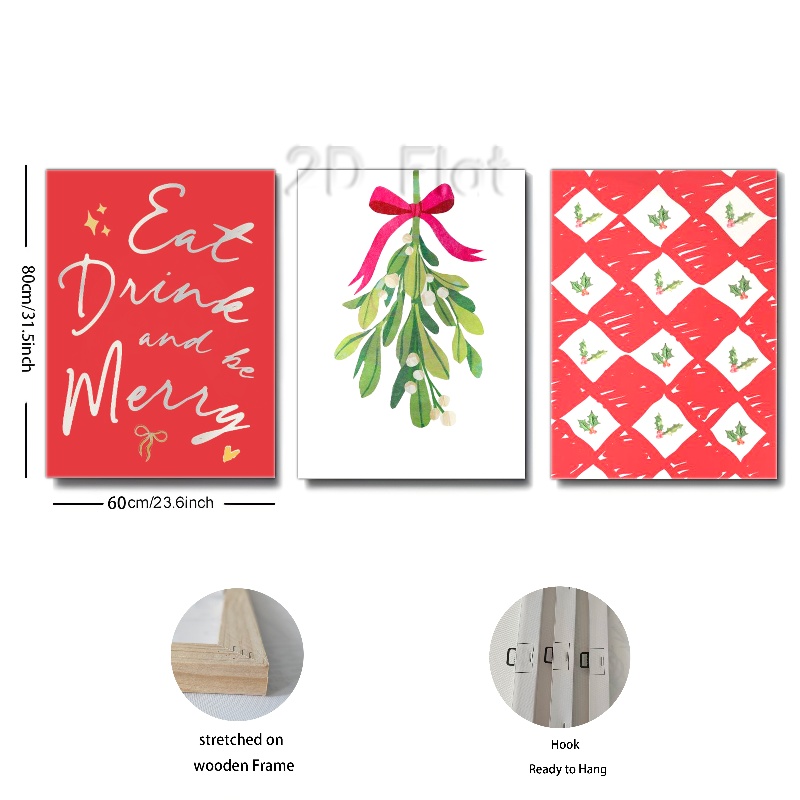 2D Flat
Eat
Drink
and be
Merry
80cm/31.5inch
60cm/23.6inch
stretched on
wooden Frame
Hook
Ready to Hang